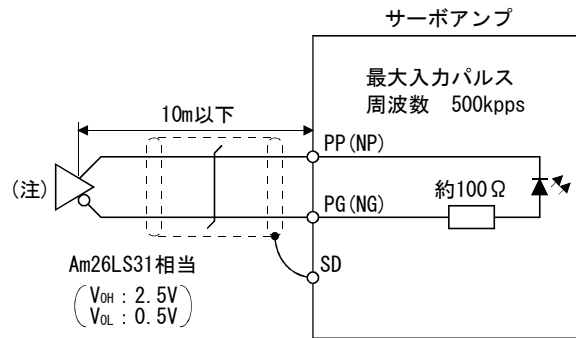 サーボアンプ
最大入力パルス
周波数 500kpps
10m以下
PP(NP)
(注)
約100Ω
PG(NG)
Am26LS31相当
VOH : 2.5V
VOL : 0.5V
SD